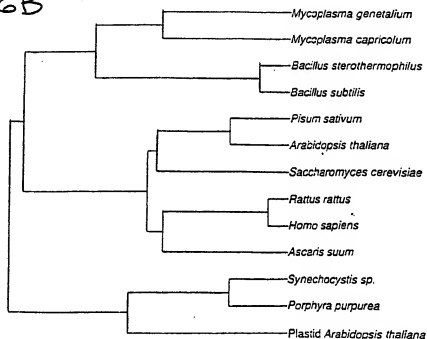 6B
Mycoplasma genetalium
Mycoplasma capricolum
Bacillus sterothermophilus
Bacillus subtilis
Pisum sativum
Arabidopsis thaliana
Saccharomyces cerevisiae
Rattus rattus
Homo sapiens
Ascaris suum
Synechocystis sp.
Porphyra purpurea
Plastid Arabidopsis thaliana